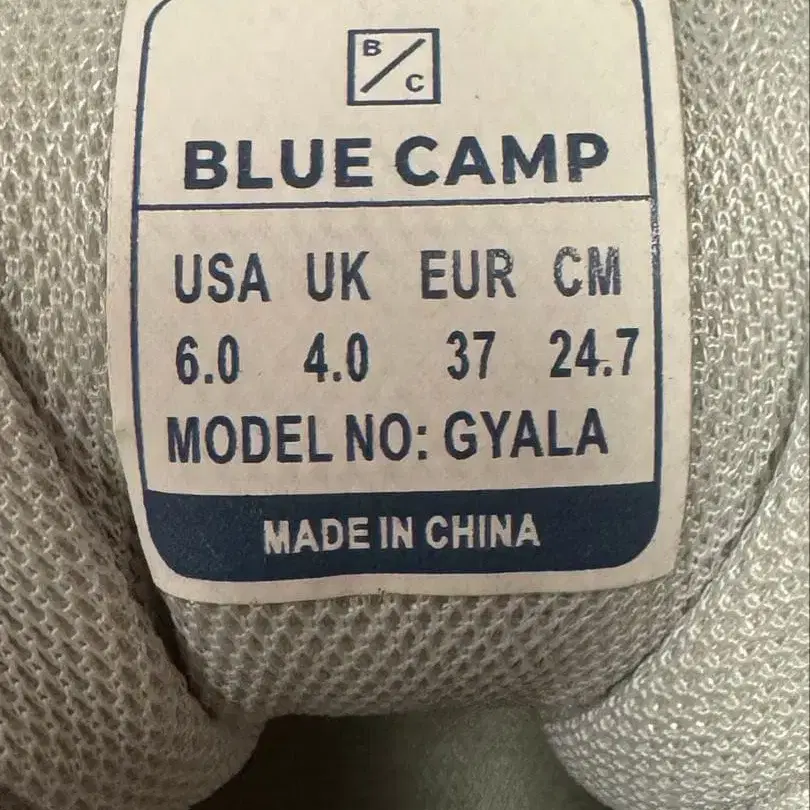 B/C
BLUE CAMP
USA UK EUR CM
6.0 4.0 37 24.7
MODEL NO: GYALA
MADE IN CHINA